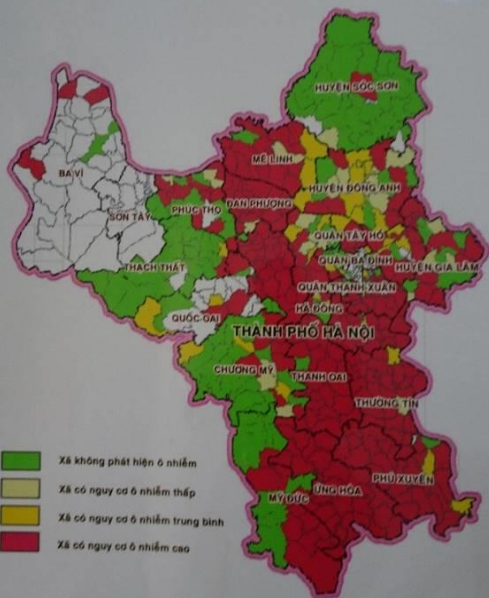 HUYỆN SÓC SƠN
MÊ LINH
BA VÌ
HUYỆN ĐÔNG ANH
SƠN TÂY
PHÚC THỌ
ĐAN PHƯỢNG
QUẬN TÂY HỒ
QUẬN BA ĐÌNH
HUYỆN GIA LÂM
THẠCH THẤT
QUẬN THANH XUÂN
HÀ ĐÔNG
QUỐC OAI
THÀNH PHỐ HÀ NỘI
CHƯƠNG MỸ
THANH OAI
THƯỜNG TÍN
PHÚ XUYÊN
ỨNG HÒA
MỸ ĐỨC
Xã không phát hiện ô nhiễm
Xã có nguy cơ ô nhiễm thấp
Xã có nguy cơ ô nhiễm trung bình
Xã có nguy cơ ô nhiễm cao